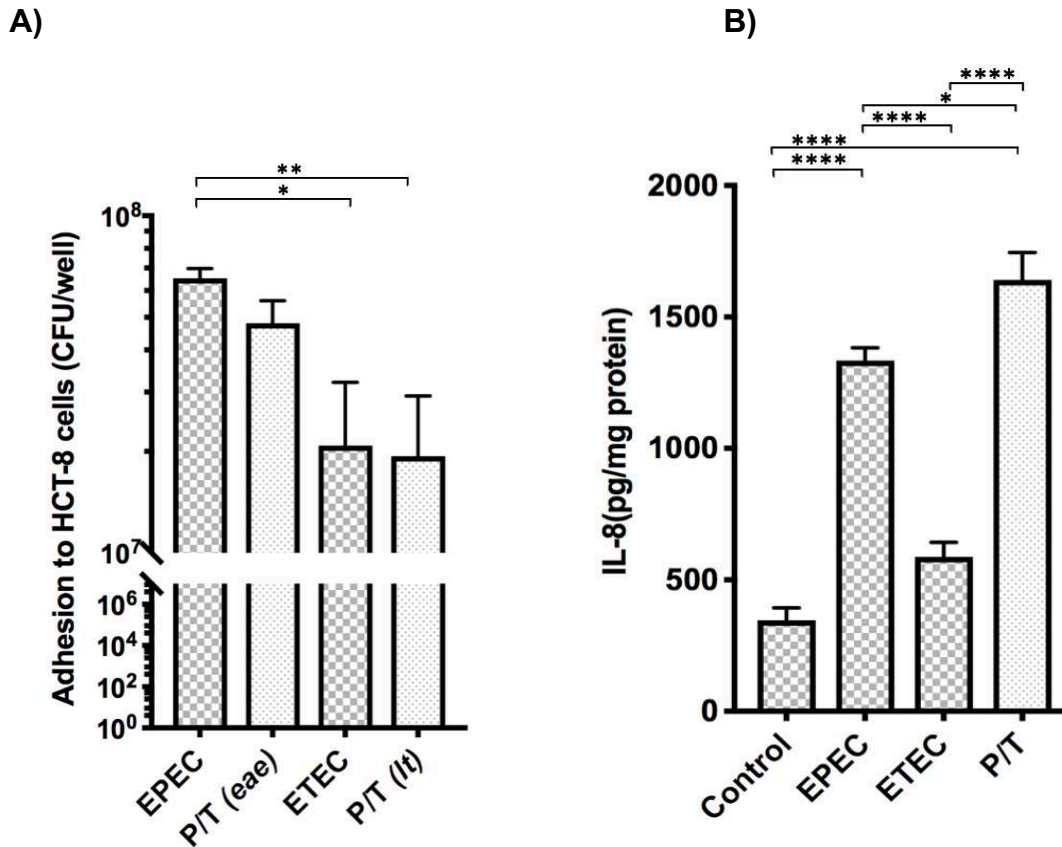 A)
**
*
10⁸
10⁷
10⁶
10⁴
10²
10⁰
Adhesion to HCT-8 cells (CFU/well)
EPEC
P/T (eae)
ETEC
P/T (lt)
B)
****
*
****
****
****
2000
1500
1000
500
0
IL-8(pg/mg protein)
Control
EPEC
ETEC
P/T